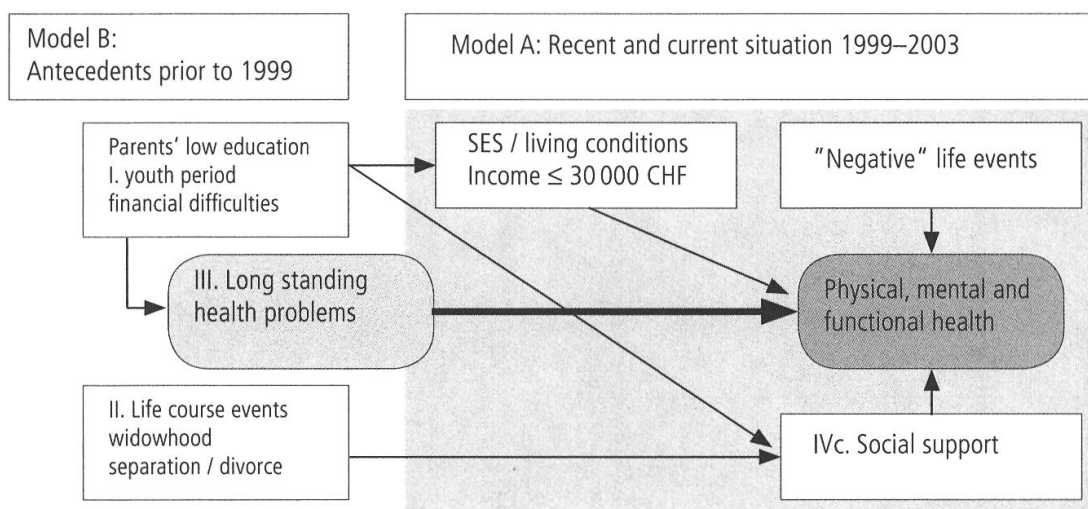 Model B:
Antecedents prior to 1999
Model A: Recent and current situation 1999–2003
Parents‘ low education
I. youth period
financial difficulties
SES / living conditions
Income ≤ 30 000 CHF
”Negative“ life events
III. Long standing
health problems
Physical, mental and
functional health
II. Life course events
widowhood
separation / divorce
IVc. Social support